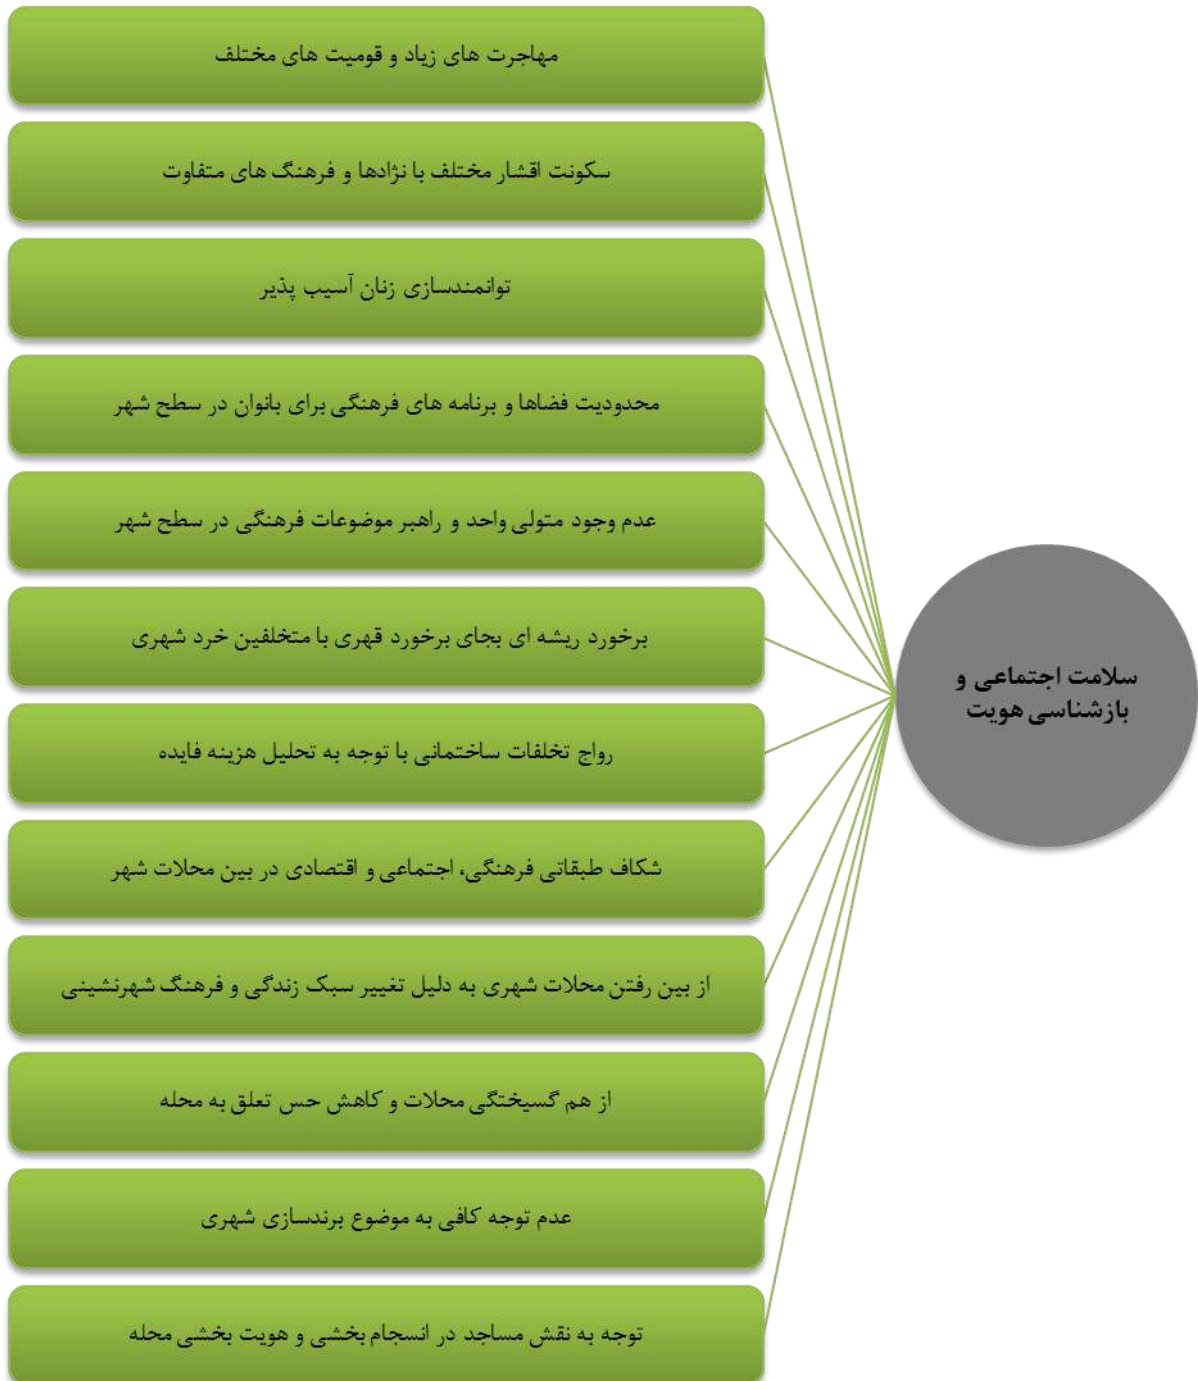 سلامت اجتماعی و
بازشناسی هویت
مهاجرت های زیاد و قومیت های مختلف
سکونت اقشار مختلف با نژادها و فرهنگ های متفاوت
توانمندسازی زنان آسیب پذیر
محدودیت فضاها و برنامه های فرهنگی برای بانوان در سطح شهر
عدم وجود متولی واحد و راهبر موضوعات فرهنگی در سطح شهر
برخورد ریشه ای بجای برخورد قهری با متخلفین خرد شهری
رواج تخلفات ساختمانی با توجه به تحلیل هزینه فایده
شکاف طبقاتی فرهنگی، اجتماعی و اقتصادی در بین محلات شهر
از بین رفتن محلات شهری به دلیل تغییر سبک زندگی و فرهنگ شهرنشینی
از هم گسیختگی محلات و کاهش حس تعلق به محله
عدم توجه کافی به موضوع برندسازی شهری
توجه به نقش مساجد در انسجام بخشی و هویت بخشی محله